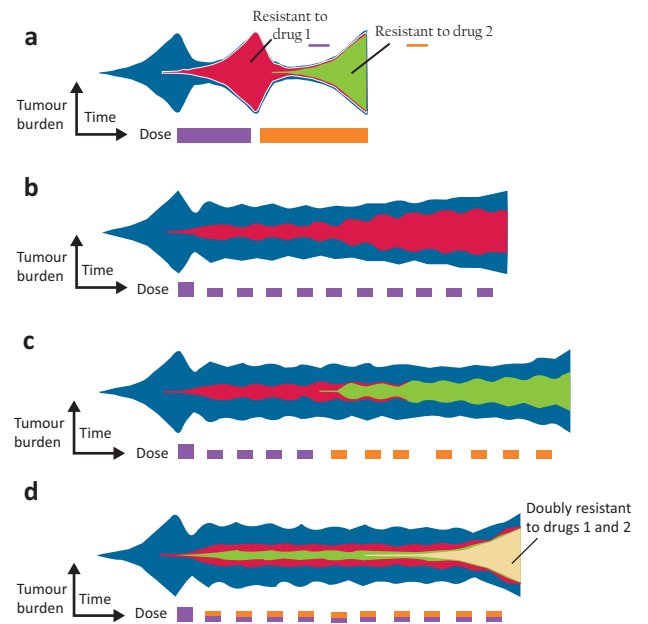 a
Resistant to
drug 1
Resistant to drug 2
Tumour
burden
Time
Dose
b
Tumour
burden
Time
Dose
c
Tumour
burden
Time
Dose
d
Doubly resistant
to drugs 1 and 2
Tumour
burden
Time
Dose